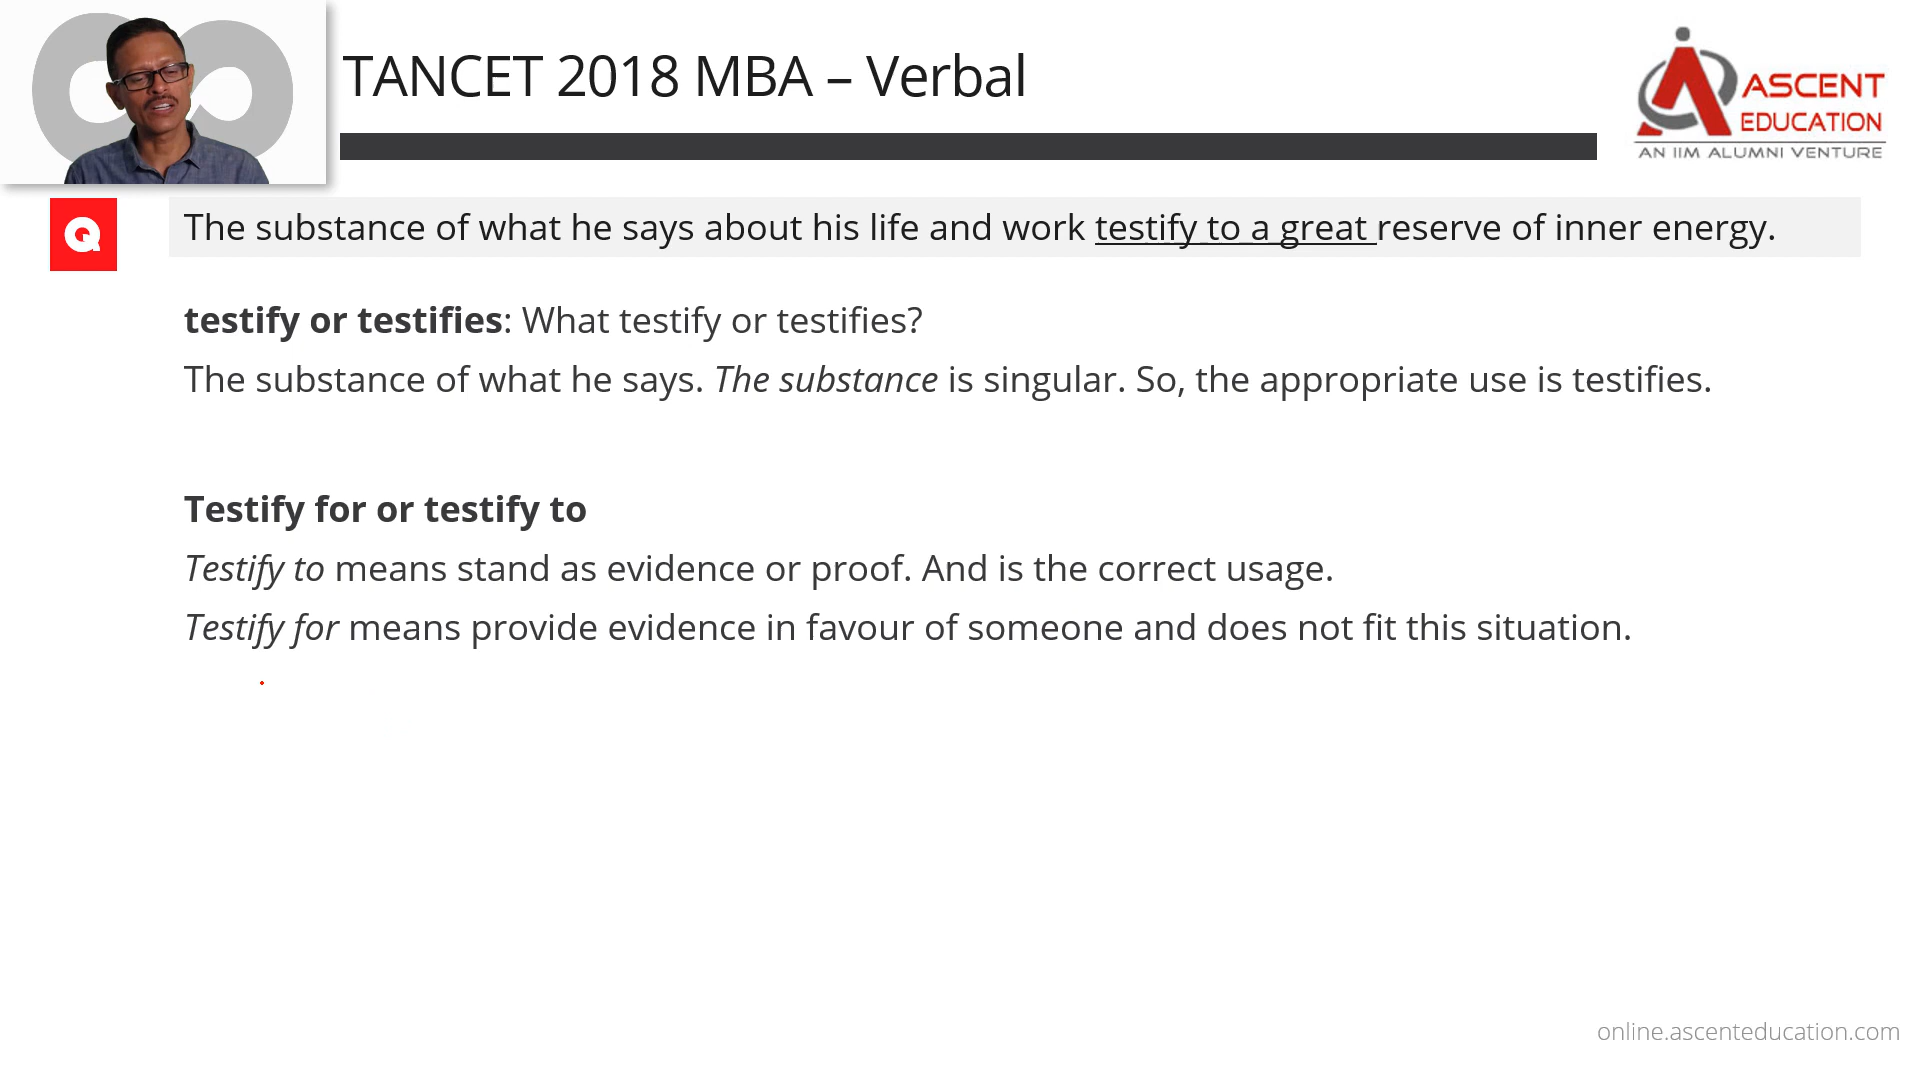 TANCET 2018 MBA – Verbal
ASCENT
EDUCATION
AN IIM ALUMNI VENTURE
Q
The substance of what he says about his life and work testify to a great reserve of inner energy.
testify or testifies: What testify or testifies?
The substance of what he says. The substance is singular. So, the appropriate use is testifies.
Testify for or testify to
Testify to means stand as evidence or proof. And is the correct usage.
Testify for means provide evidence in favour of someone and does not fit this situation.
online.ascenteducation.com